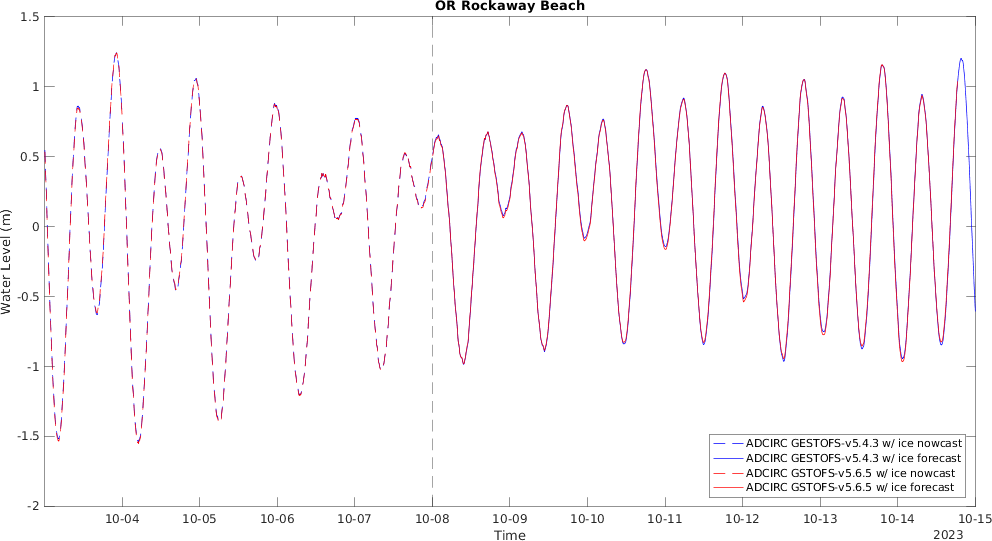 OR Rockaway Beach
1.5
1
0.5
0
-0.5
-1
-1.5
-2
Water Level (m)
ADCIRC GESTOFS-v5.4.3 w/ ice nowcast
ADCIRC GESTOFS-v5.4.3 w/ ice forecast
ADCIRC GSTOFS-v5.6.5 w/ ice nowcast
ADCIRC GSTOFS-v5.6.5 w/ ice forecast
10-04 10-05 10-06 10-07 10-08 10-09 10-10 10-11 10-12 10-13 10-14 10-15
Time
2023